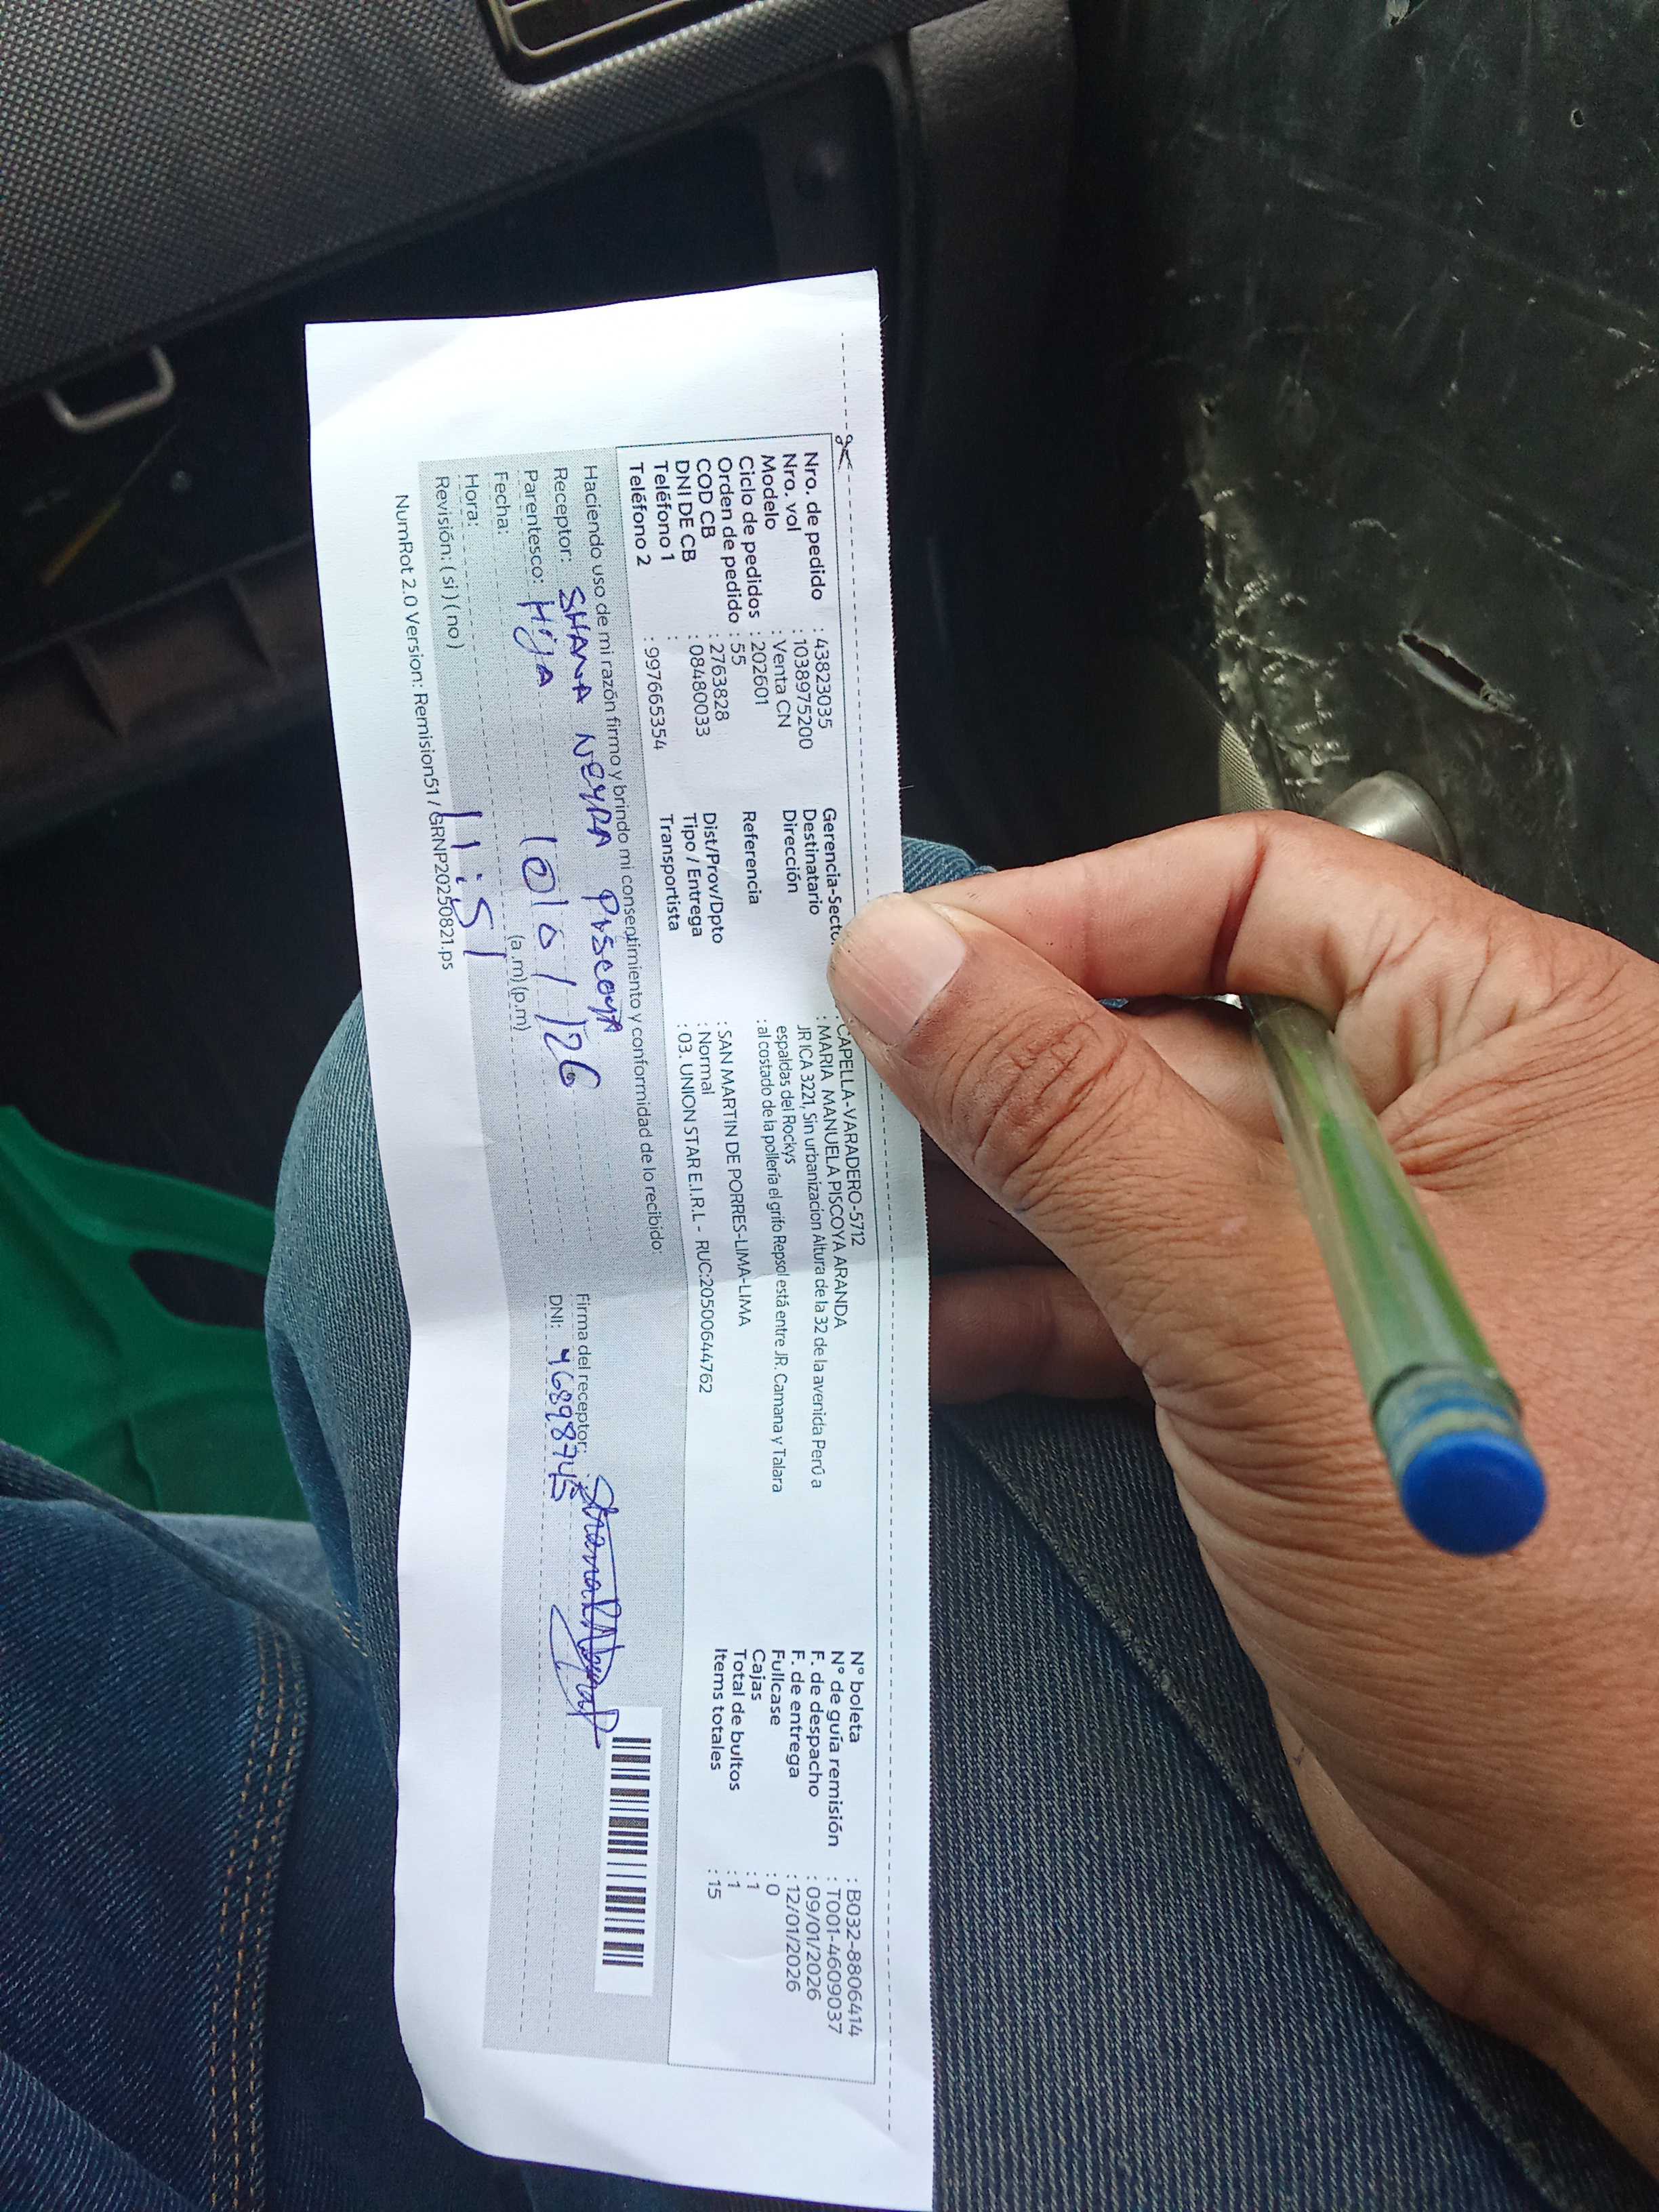 Nro. de pedido : 43823035
Nro. vol : 1038975200
Modelo : Venta CN
Ciclo de pedidos : 202601
Orden de pedido : 55
COD CB : 2763828
DNI DE CB : 08480033
Teléfono 1 :
Teléfono 2 : 997665354
Gerencia-Secto : CAPELLA-VARADERO-5712
Destinatario : MARIA MANUELA PISCOYA ARANDA
Dirección JR ICA 3221, Sin urbanizacion Altura de la 32 de la avenida Perú a
espaldas del Rockys
Referencia : al costado de la pollería el grifo Repsol está entre JR. Camana y Talara
Dist/Prov/Dpto : SAN MARTIN DE PORRES-LIMA-LIMA
Tipo / Entrega : Normal
Transportista : 03. UNION STAR E.I.R.L - RUC:20500644762
N° boleta : B032-8806414
N° de guía remisión : T001-4609037
F. de despacho : 09/01/2026
F. de entrega : 12/01/2026
Fullcase : 0
Cajas : 1
Total de bultos : 1
Items totales : 15
Haciendo uso de mi razón firmo y brindo mi consentimiento y conformidad de lo recibido:
Receptor: SHANA NEYRA PISCOYA
Firma del receptor:
Parentesco: HIJA
DNI: 46898745
Fecha: 10/01/26
Hora: 11:51 (a.m) (p.m)
Revisión: ( si ) ( no )
NumRot 2.0 Version: Remision51 / GRNP20250821.ps